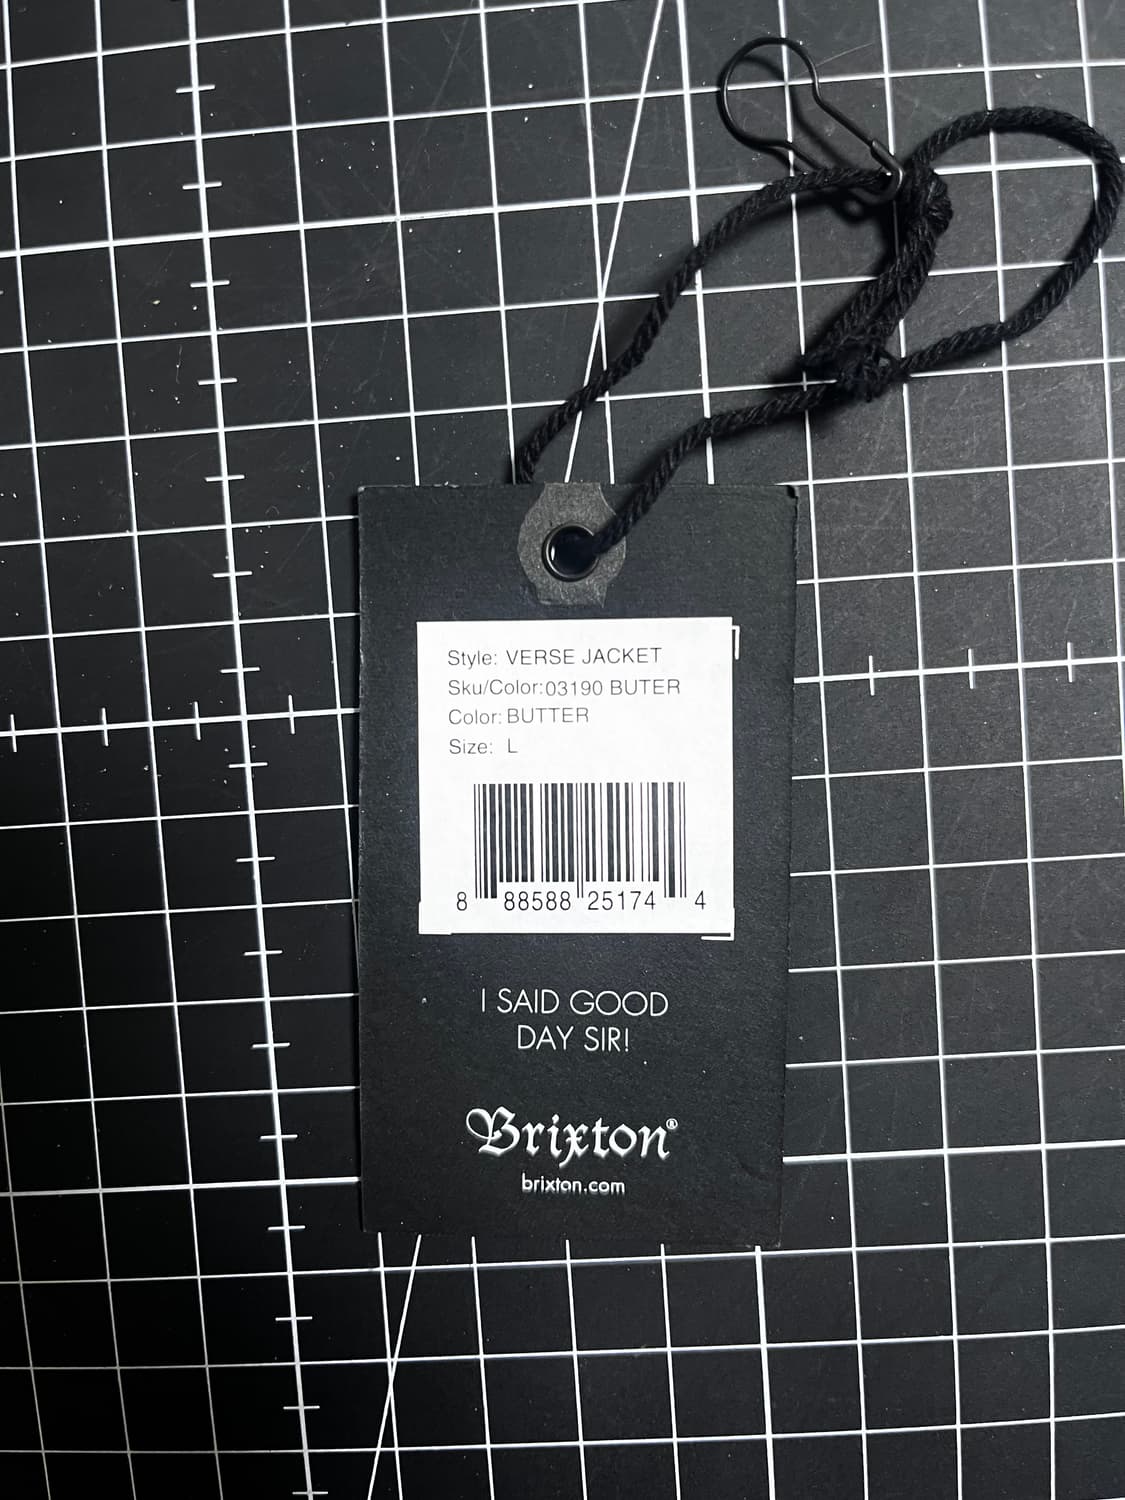 Style: VERSE JACKET
Sku/Color:03190 BUTER
Color: BUTTER
Size: L
8 88588 25174 4
I SAID GOOD
DAY SIR!
Brixton®
brixton.com